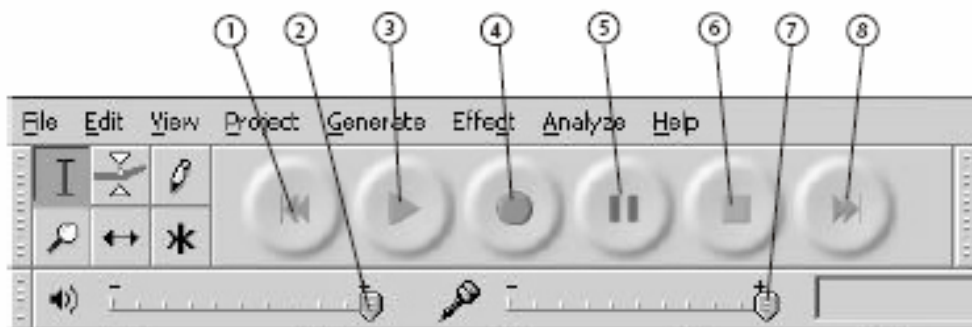 1 2 3 4 5 6 7 8
File Edit View Project Generate Effect Analyze Help
- + - +